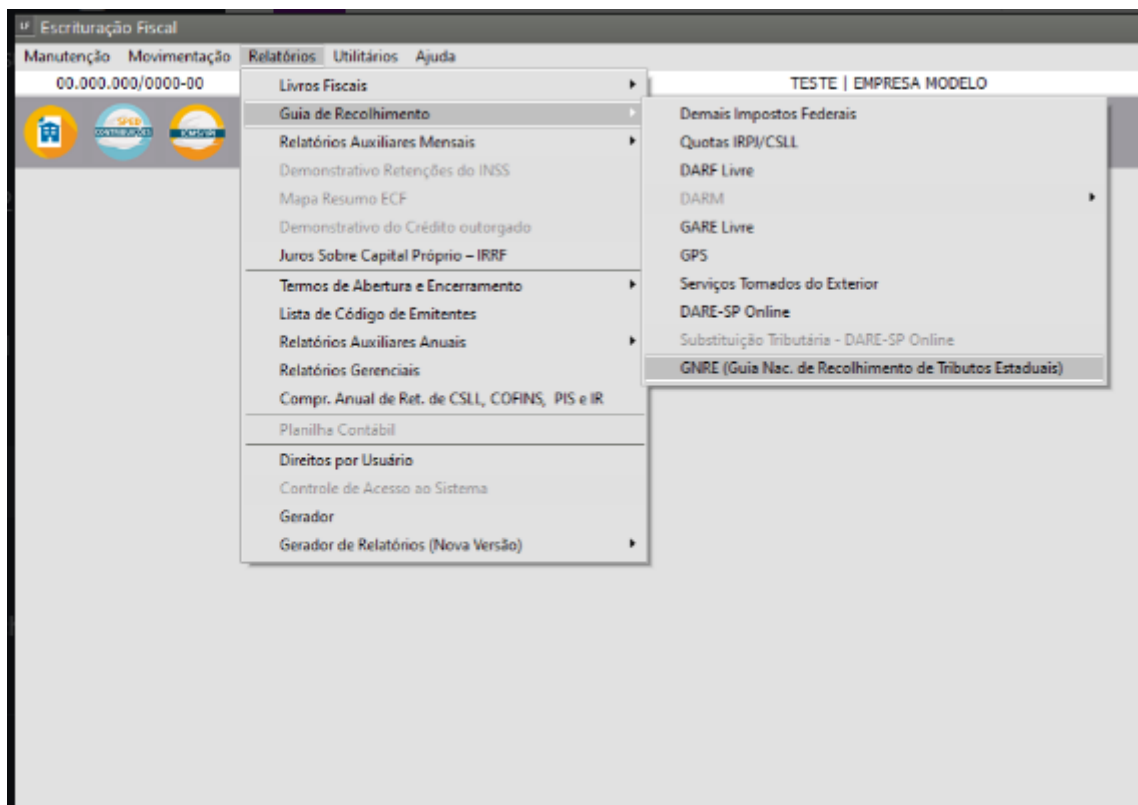 Escrituração Fiscal
Manutenção Movimentação Relatórios Utilitários Ajuda
00.000.000/0000-00 TESTE | EMPRESA MODELO
SPED
CONTRIBUIÇÕES
ICMS/IPI
Livros Fiscais
Guia de Recolhimento
Relatórios Auxiliares Mensais
Demonstrativo Retenções do INSS
Mapa Resumo ECF
Demonstrativo do Crédito outorgado
Juros Sobre Capital Próprio – IRRF
Termos de Abertura e Encerramento
Lista de Código de Emitentes
Relatórios Auxiliares Anuais
Relatórios Gerenciais
Compr. Anual de Ret. de CSLL, COFINS, PIS e IR
Planilha Contábil
Direitos por Usuário
Controle de Acesso ao Sistema
Gerador
Gerador de Relatórios (Nova Versão)
Demais Impostos Federais
Quotas IRPJ/CSLL
DARF Livre
DARM
GARE Livre
GPS
Serviços Tomados do Exterior
DARE-SP Online
Substituição Tributária - DARE-SP Online
GNRE (Guia Nac. de Recolhimento de Tributos Estaduais)